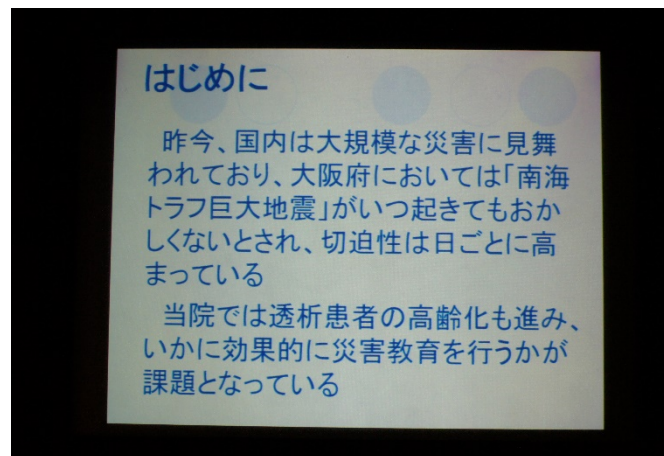 はじめに
昨今、国内は大規模な災害に見舞
われており、大阪府においては「南海
トラフ巨大地震」がいつ起きてもおか
しくないとされ、切迫性は日ごとに高
まっている
当院では透析患者の高齢化も進み、
いかに効果的に災害教育を行うかが
課題となっている